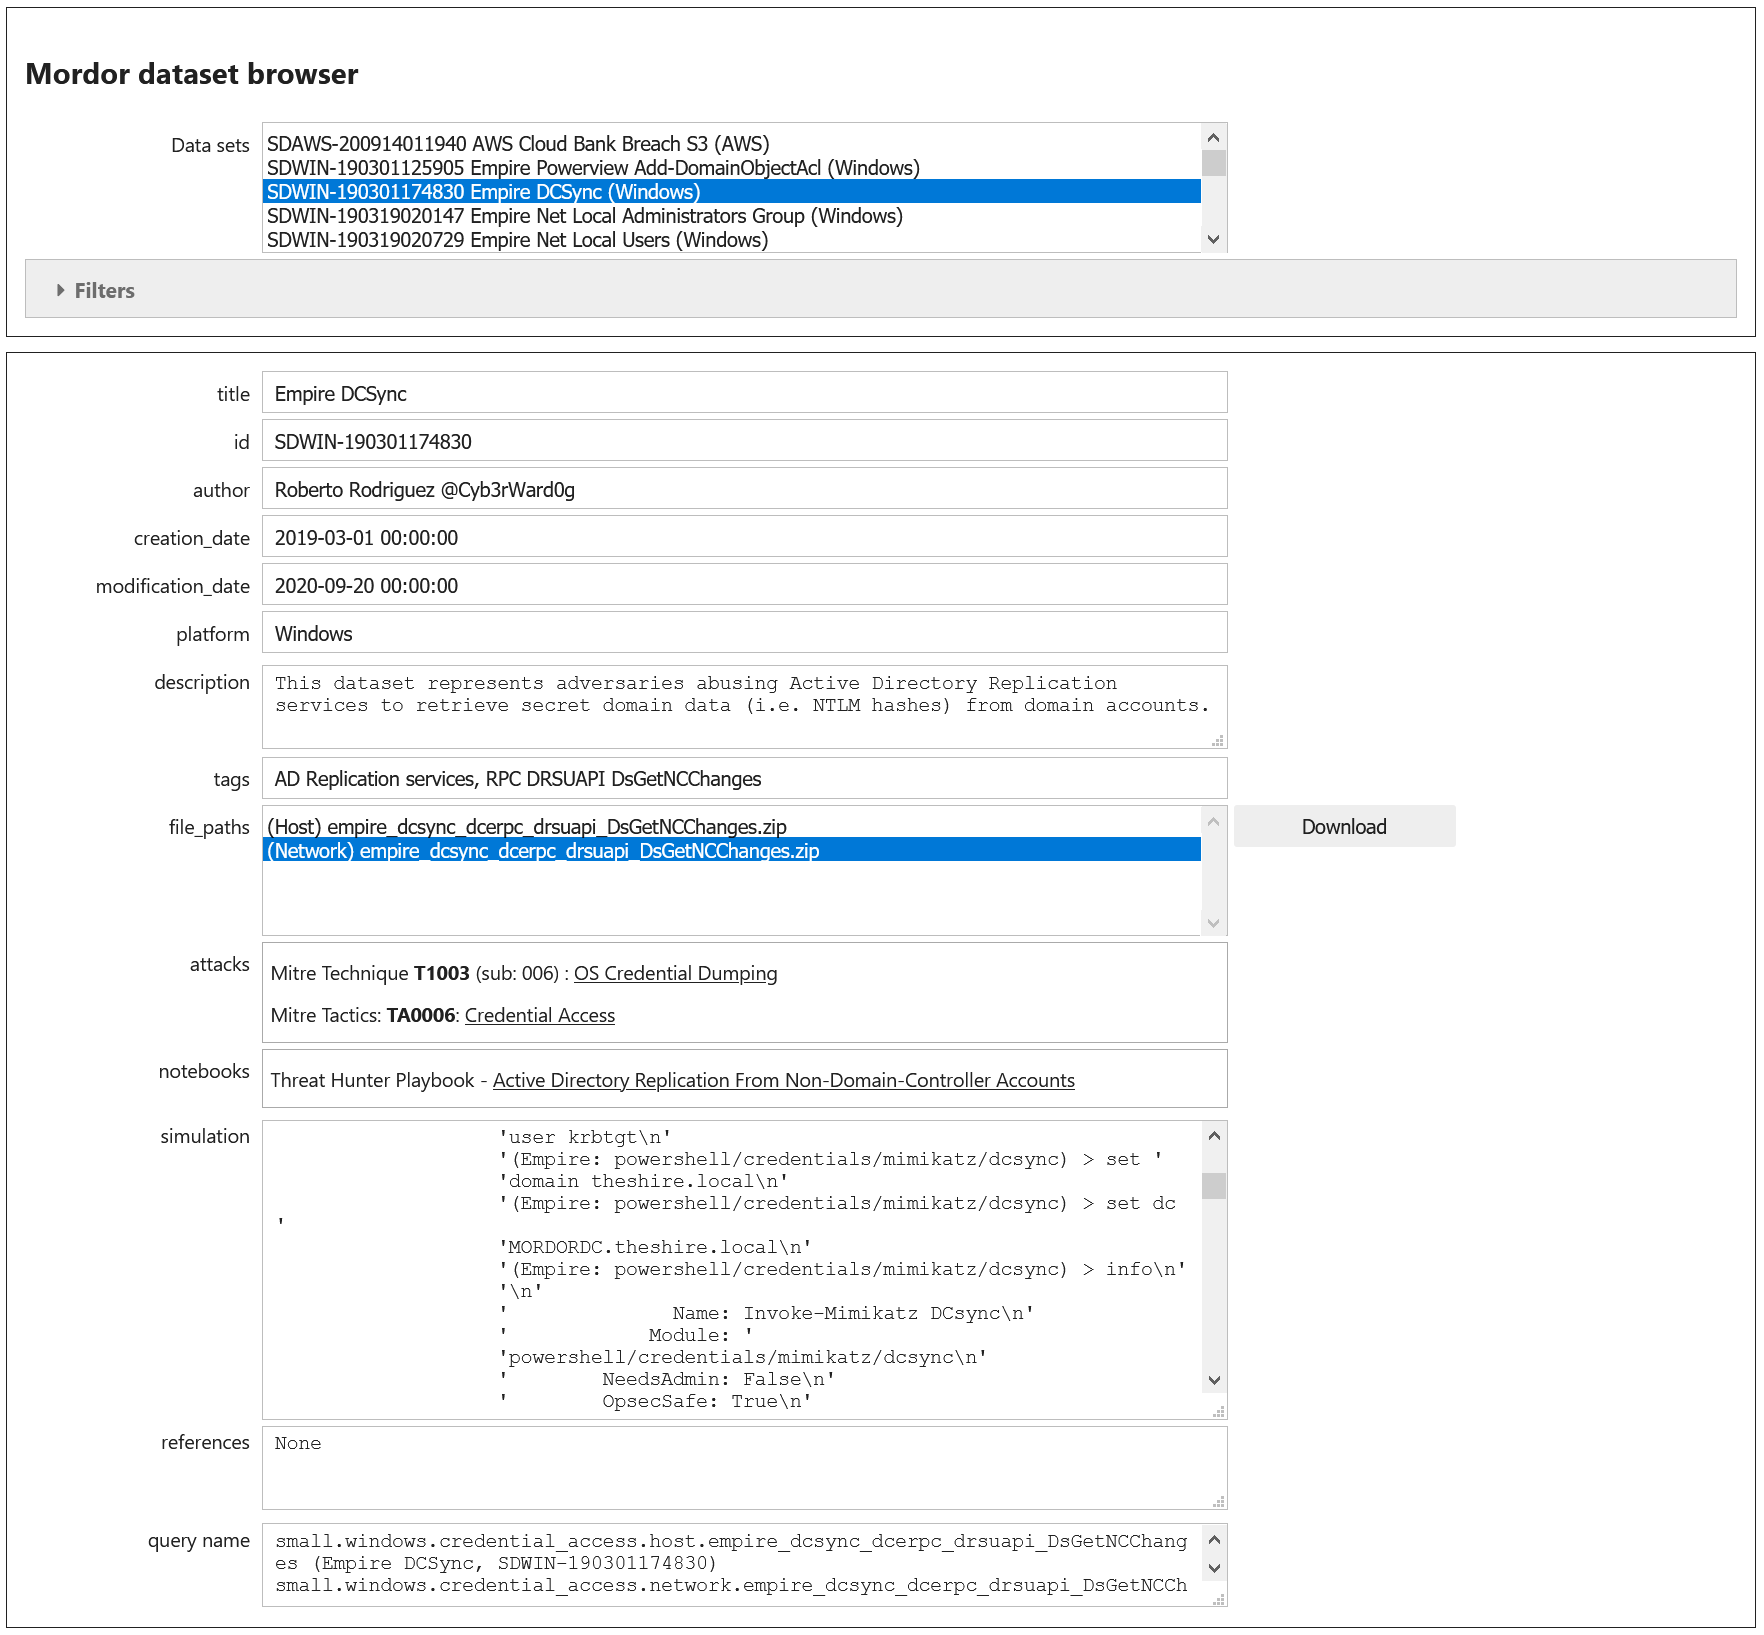 Mordor dataset browser
Data sets
SDAWS-200914011940 AWS Cloud Bank Breach S3 (AWS)
SDWIN-190301125905 Empire Powerview Add-DomainObjectAcl (Windows)
SDWIN-190301174830 Empire DCSync (Windows)
SDWIN-190319020147 Empire Net Local Administrators Group (Windows)
SDWIN-190319020729 Empire Net Local Users (Windows)
Filters
title Empire DCSync
id SDWIN-190301174830
author Roberto Rodriguez @Cyb3rWard0g
creation_date 2019-03-01 00:00:00
modification_date 2020-09-20 00:00:00
platform Windows
description This dataset represents adversaries abusing Active Directory Replication
services to retrieve secret domain data (i.e. NTLM hashes) from domain accounts.
tags AD Replication services, RPC DRSUAPI DsGetNCChanges
file_paths (Host) empire_dcsync_dcerpc_drsuapi_DsGetNCChanges.zip Download
(Network) empire_dcsync_dcerpc_drsuapi_DsGetNCChanges.zip
attacks Mitre Technique T1003 (sub: 006) : OS Credential Dumping
Mitre Tactics: TA0006: Credential Access
notebooks Threat Hunter Playbook - Active Directory Replication From Non-Domain-Controller Accounts
simulation 'user krbtgt\n'
'(Empire: powershell/credentials/mimikatz/dcsync) > set '
'domain theshire.local\n'
'(Empire: powershell/credentials/mimikatz/dcsync) > set dc
'
'MORDORDC.theshire.local\n'
'(Empire: powershell/credentials/mimikatz/dcsync) > info\n'
'\n'
' Name: Invoke-Mimikatz DCsync\n'
' Module: '
'powershell/credentials/mimikatz/dcsync\n'
' NeedsAdmin: False\n'
' OpsecSafe: True\n'
references None
query name small.windows.credential_access.host.empire_dcsync_dcerpc_drsuapi_DsGetNCChang
es (Empire DCSync, SDWIN-190301174830)
small.windows.credential_access.network.empire_dcsync_dcerpc_drsuapi_DsGetNCCh